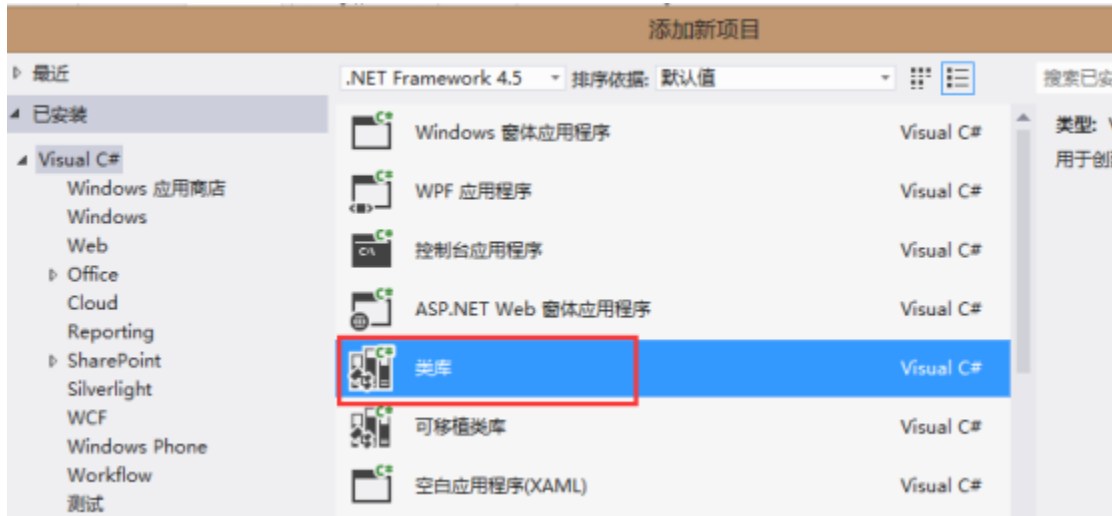 添加新项目
最近
.NET Framework 4.5 排序依据: 默认值
搜索已安
已安装
Visual C#
Windows 应用商店
Windows
Web
Office
Cloud
Reporting
SharePoint
Silverlight
WCF
Windows Phone
Workflow
测试
Windows 窗体应用程序 Visual C#
WPF 应用程序 Visual C#
控制台应用程序 Visual C#
ASP.NET Web 窗体应用程序 Visual C#
类库 Visual C#
可移植类库 Visual C#
空白应用程序(XAML) Visual C#
类型:
用于创